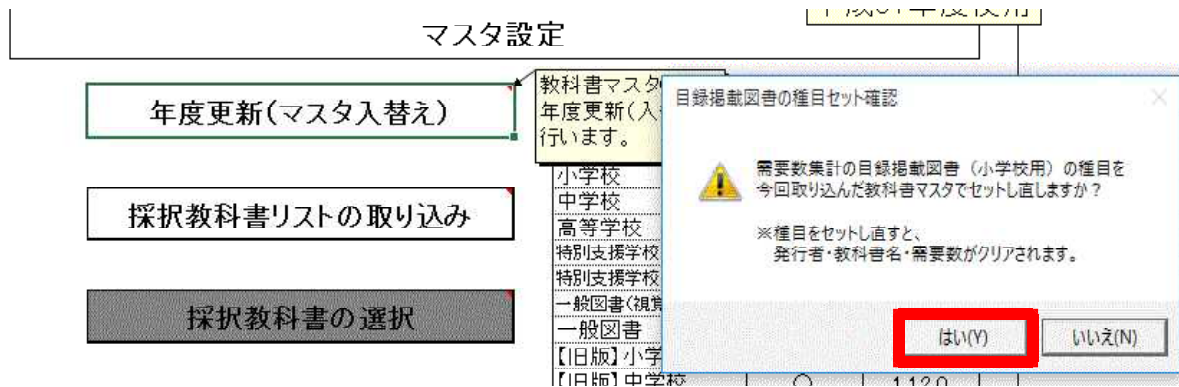 マスタ設定
年度更新(マスタ入替え)
教科書マスタ
年度更新(入
行います。
採択教科書リストの取り込み
採択教科書の選択
小学校
中学校
高等学校
特別支援学校
特別支援学校
一般図書(視覚
一般図書
【旧版】小学
【旧版】中学校 ○ 1120
目録掲載図書の種目セット確認
需要数集計の目録掲載図書(小学校用)の種目を
今回取り込んだ教科書マスタでセットし直しますか?
※種目をセットし直すと、
発行者・教科書名・需要数がクリアされます。
はい(Y)
いいえ(N)